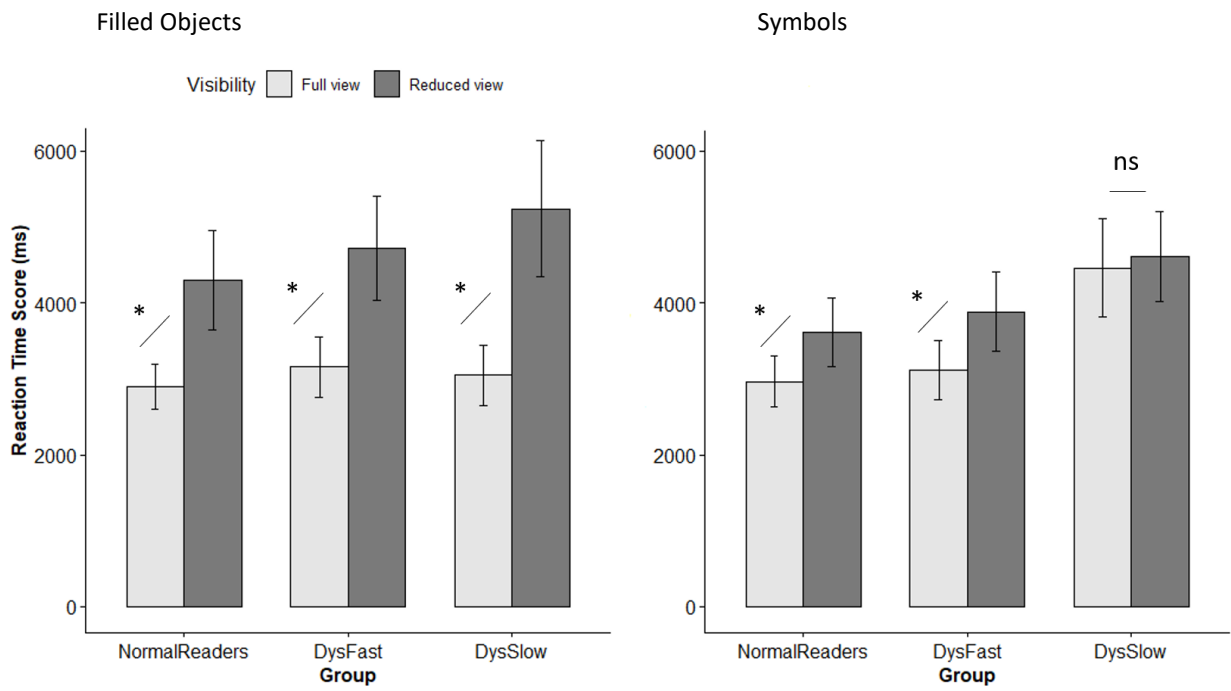 Filled Objects
Symbols
Visibility Full view Reduced view
Reaction Time Score (ms)
6000
4000
2000
0
*
*
*
NormalReaders DysFast DysSlow
Group
6000
4000
2000
0
*
*
ns
NormalReaders DysFast DysSlow
Group